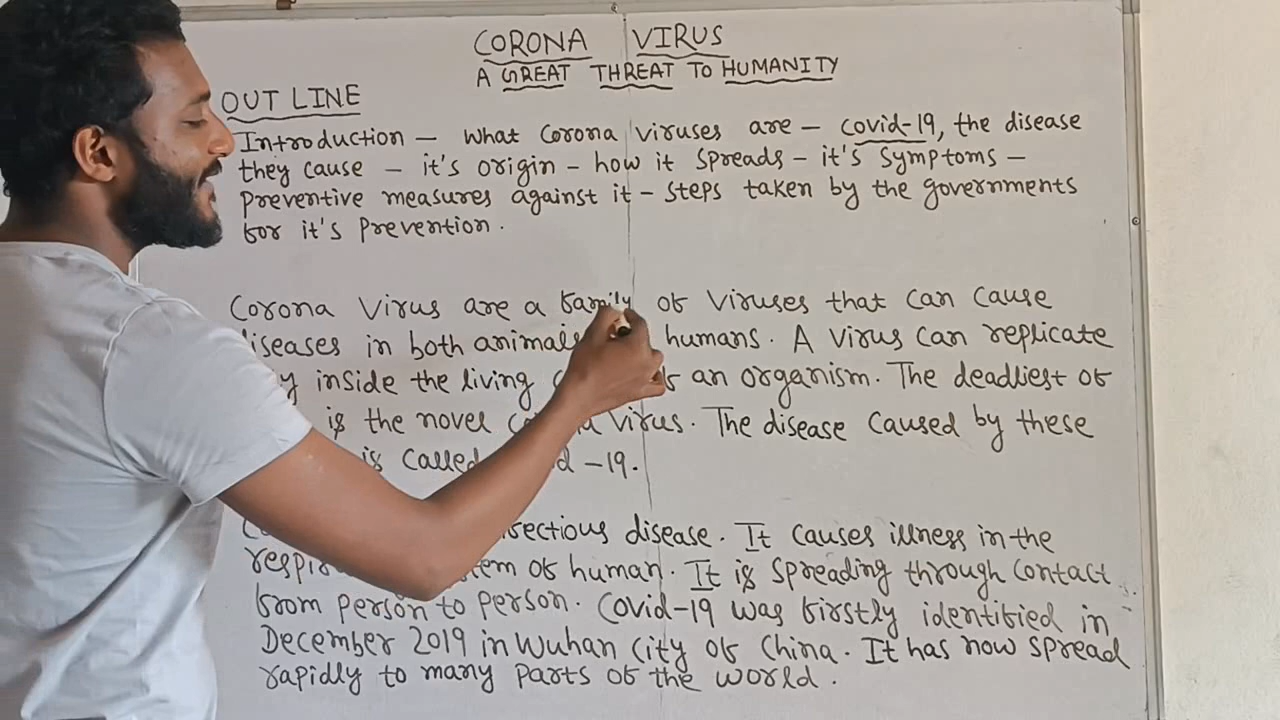 CORONA VIRUS
A GREAT THREAT TO HUMANITY
OUT LINE
Introduction – What Corona viruses are – covid-19, the disease
they cause – it's origin – how it spreads – it's symptoms –
preventive measures against it – steps taken by the governments
for it's prevention.
Corona Virus are a family of viruses that can cause
diseases in both animals humans. A virus can replicate
inside the living an organism. The deadliest of
is the novel virus. The disease caused by these
is called –19.
disease. It causes illness in the
of human. It is spreading through contact
from person to person. Covid-19 was firstly identified in
December 2019 in Wuhan city of China. It has now spread
rapidly to many parts of the world.